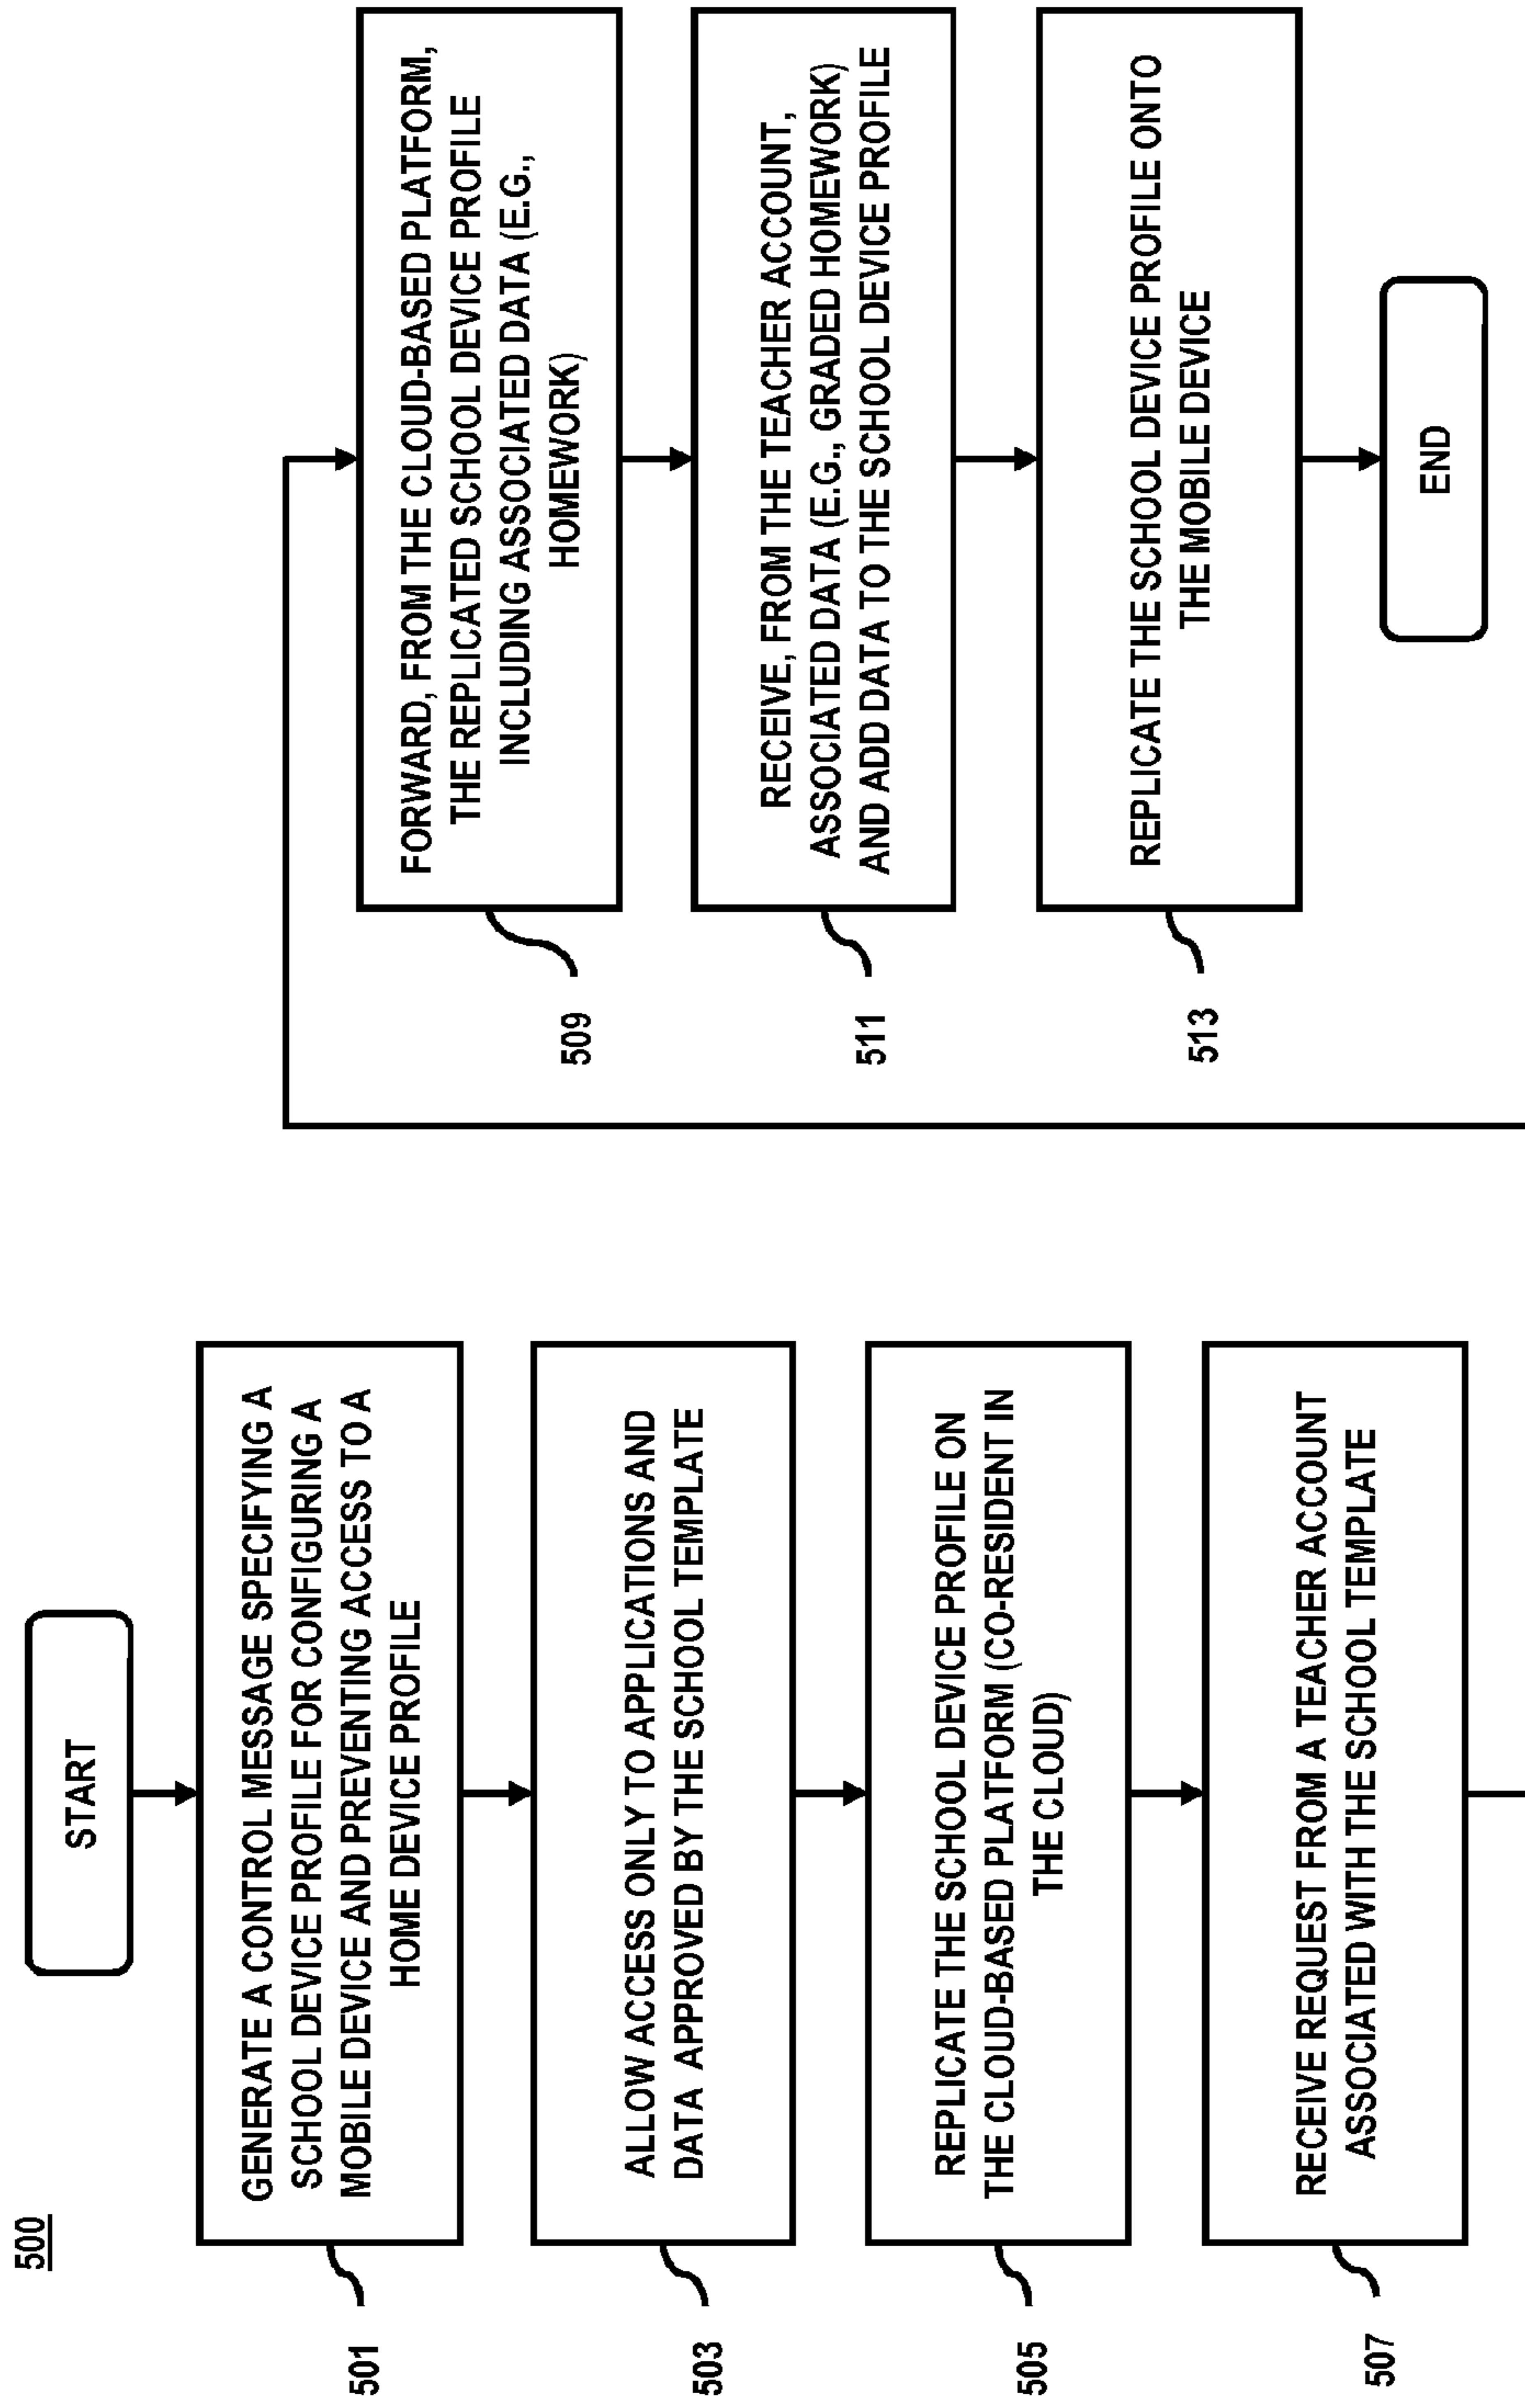 500
START
501
GENERATE A CONTROL MESSAGE SPECIFYING A
SCHOOL DEVICE PROFILE FOR CONFIGURING A
MOBILE DEVICE AND PREVENTING ACCESS TO A
HOME DEVICE PROFILE
503
ALLOW ACCESS ONLY TO APPLICATIONS AND
DATA APPROVED BY THE SCHOOL TEMPLATE
505
REPLICATE THE SCHOOL DEVICE PROFILE ON
THE CLOUD-BASED PLATFORM (CO-RESIDENT IN
THE CLOUD)
507
RECEIVE REQUEST FROM A TEACHER ACCOUNT
ASSOCIATED WITH THE SCHOOL TEMPLATE
509
FORWARD, FROM THE CLOUD-BASED PLATFORM,
THE REPLICATED SCHOOL DEVICE PROFILE
INCLUDING ASSOCIATED DATA (E.G.,
HOMEWORK)
511
RECEIVE, FROM THE TEACHER ACCOUNT,
ASSOCIATED DATA (E.G., GRADED HOMEWORK)
AND ADD DATA TO THE SCHOOL DEVICE PROFILE
513
REPLICATE THE SCHOOL DEVICE PROFILE ONTO
THE MOBILE DEVICE
END